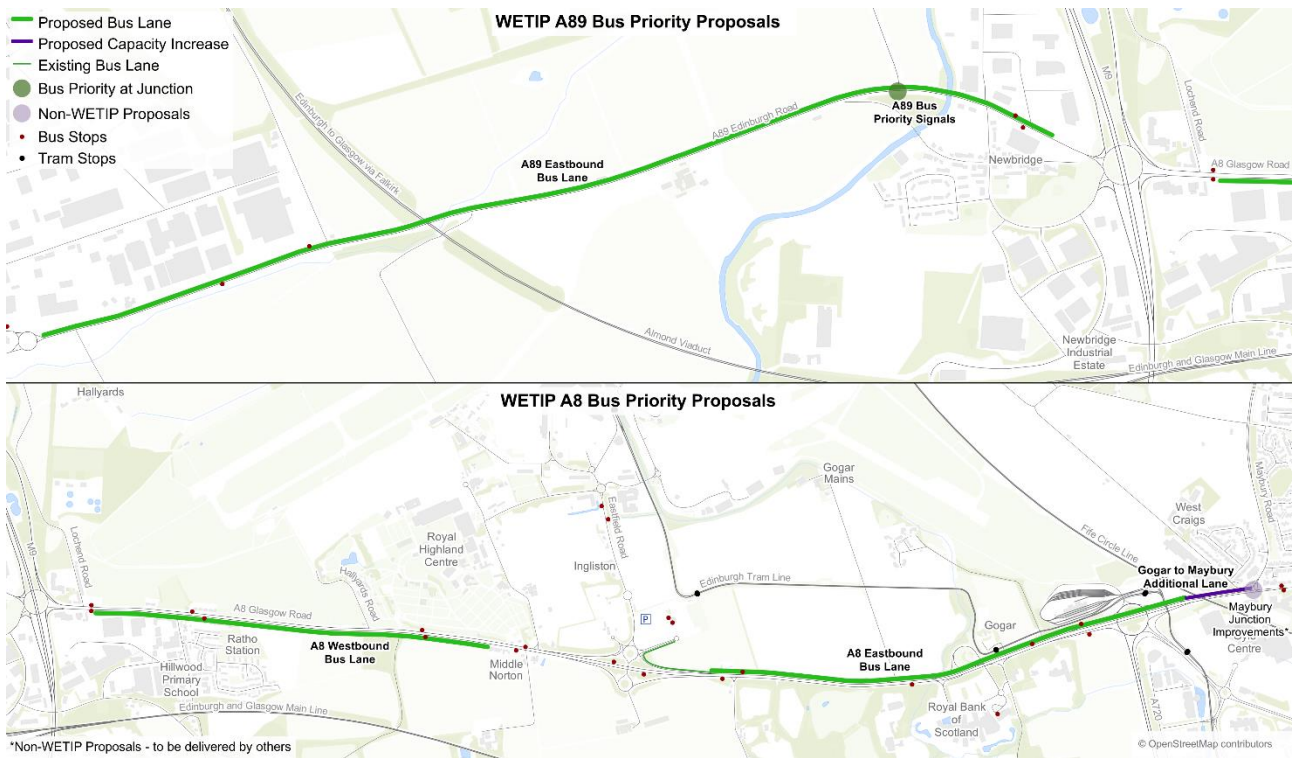 WETIP A89 Bus Priority Proposals
Proposed Bus Lane
Proposed Capacity Increase
Existing Bus Lane
Bus Priority at Junction
Non-WETIP Proposals
Bus Stops
Tram Stops
Edinburgh to Glasgow via Fallurk
A89 Eastbound
Bus Lane
A89 Edinburgh Road
A89 Bus
Priority Signals
Newbridge
M9
Lochend Road
A8 Glasgow Road
Almond Viaduct
Newbridge
Industrial
Estate
Edinburgh and Glasgow Main Line
WETIP A8 Bus Priority Proposals
Hallyards
M9
Lochend Road
A8 Glasgow Road
Ratho
Station
Hillwood
Primary
School
Edinburgh and Glasgow Main Line
A8 Westbound
Bus Lane
Hallyards Road
Royal
Highland
Centre
Middle
Norton
Eastfield Road
Ingliston
P
Edinburgh Tram Line
Gogar
Mains
A8 Eastbound
Bus Lane
Gogar
Royal Bank
of
Scotland
Fife Circle Line
West
Craigs
Maybury Road
Gogar to Maybury
Additional Lane
Maybury
Junction
Improvements*
Centre
A720
*Non-WETIP Proposals - to be delivered by others
© OpenStreetMap contributors